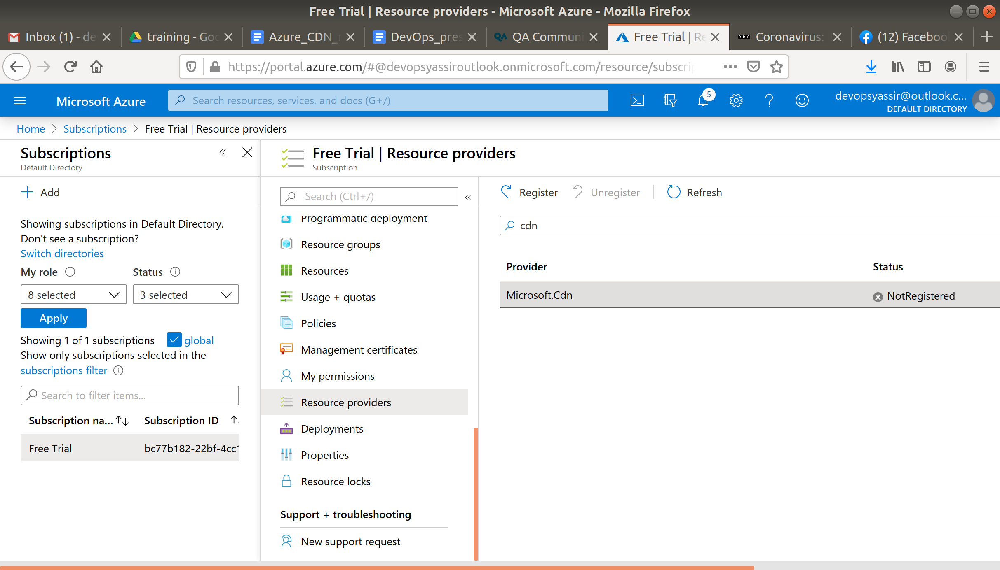 Free Trial | Resource providers - Microsoft Azure - Mozilla Firefox
Inbox (1) - de
training - Goo
Azure_CDN_r
DevOps_pres
QA Communi
Free Trial | Re
BBC
Coronavirus:
(12) Facebook
https://portal.azure.com/#@devopsyassiroutlook.onmicrosoft.com/resource/subscrip
Microsoft Azure
Search resources, services, and docs (G+/)
5
devopsyassir@outlook.c...
DEFAULT DIRECTORY
Home > Subscriptions > Free Trial | Resource providers
Subscriptions
Default Directory
Add
Showing subscriptions in Default Directory.
Don't see a subscription?
Switch directories
My role
Status
8 selected
3 selected
Apply
Showing 1 of 1 subscriptions
global
Show only subscriptions selected in the
subscriptions filter
Search to filter items...
Subscription na...
Subscription ID
Free Trial
bc77b182-22bf-4cc1
Free Trial | Resource providers
Subscription
Search (Ctrl+/)
Programmatic deployment
Resource groups
Resources
Usage + quotas
Policies
Management certificates
My permissions
Resource providers
Deployments
Properties
Resource locks
Support + troubleshooting
New support request
Register
Unregister
Refresh
cdn
Provider
Status
Microsoft.Cdn
NotRegistered